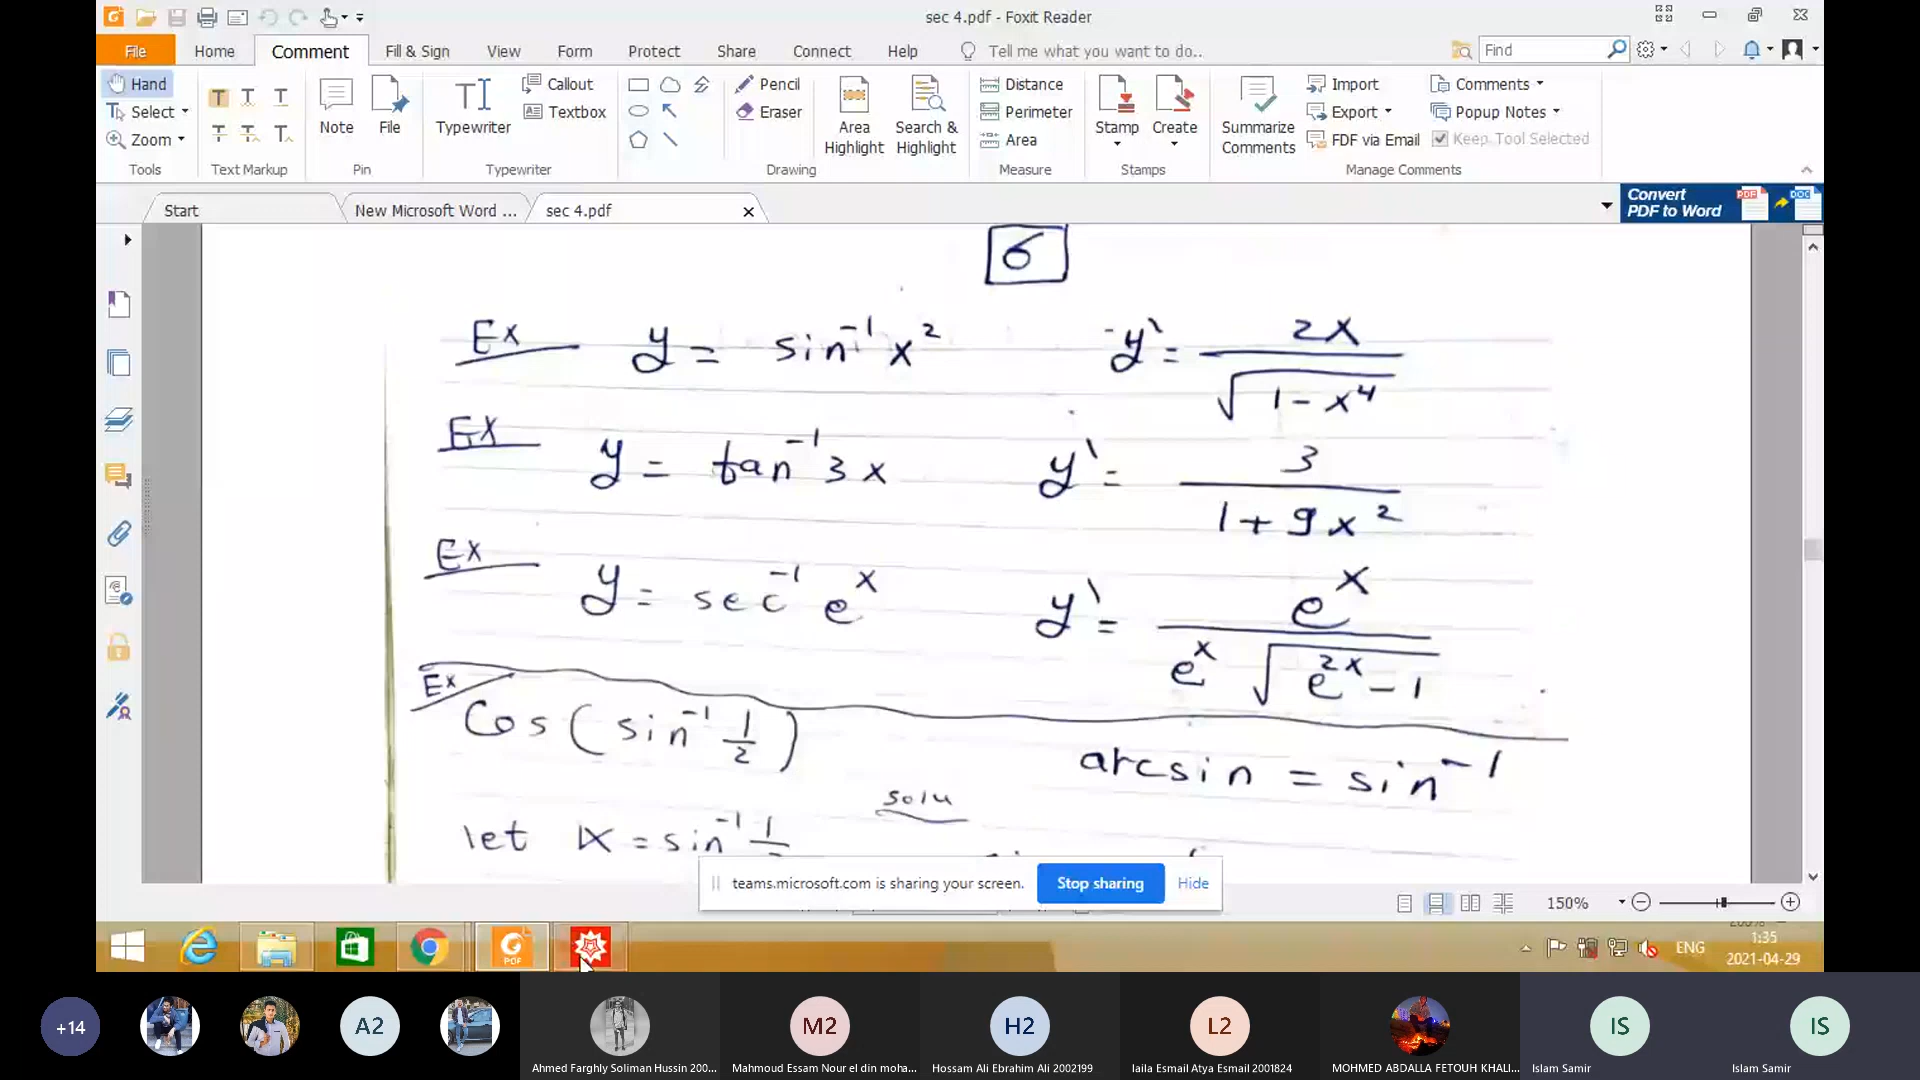 sec 4.pdf - Foxit Reader
File Home Comment Fill & Sign View Form Protect Share Connect Help Tell me what you want to do.. Find
Hand
Select
Zoom
Tools
Text Markup
Note
File
Pin
Typewriter
Callout
Textbox
Typewriter
Pencil
Eraser
Area Highlight
Search & Highlight
Drawing
Distance
Perimeter
Area
Measure
Stamp
Create
Stamps
Summarize Comments
Import
Export
FDF via Email
Comments
Popup Notes
Keep Tool Selected
Manage Comments
Start New Microsoft Word ... sec 4.pdf
Convert PDF to Word
6
Ex y = sin⁻¹ x² y' = 2x / √(1 - x⁴)
Ex y = tan⁻¹ 3x y' = 3 / (1 + 9x²)
Ex y = sec⁻¹ eˣ y' = eˣ / (eˣ √(e²ˣ - 1))
Ex
Cos (sin⁻¹ 1/2) arcsin = sin⁻¹
solu
let α = sin⁻¹
teams.microsoft.com is sharing your screen. Stop sharing Hide
150%
ENG
1:35
2021-04-29
+14
A2
M2
H2
L2
IS
IS
Ahmed Farghly Soliman Hussin 200...
Mahmoud Essam Nour el din moha...
Hossam Ali Ebrahim Ali 2002199
laila Esmail Atya Esmail 2001824
MOHMED ABDALLA FETOUH KHALI...
Islam Samir
Islam Samir